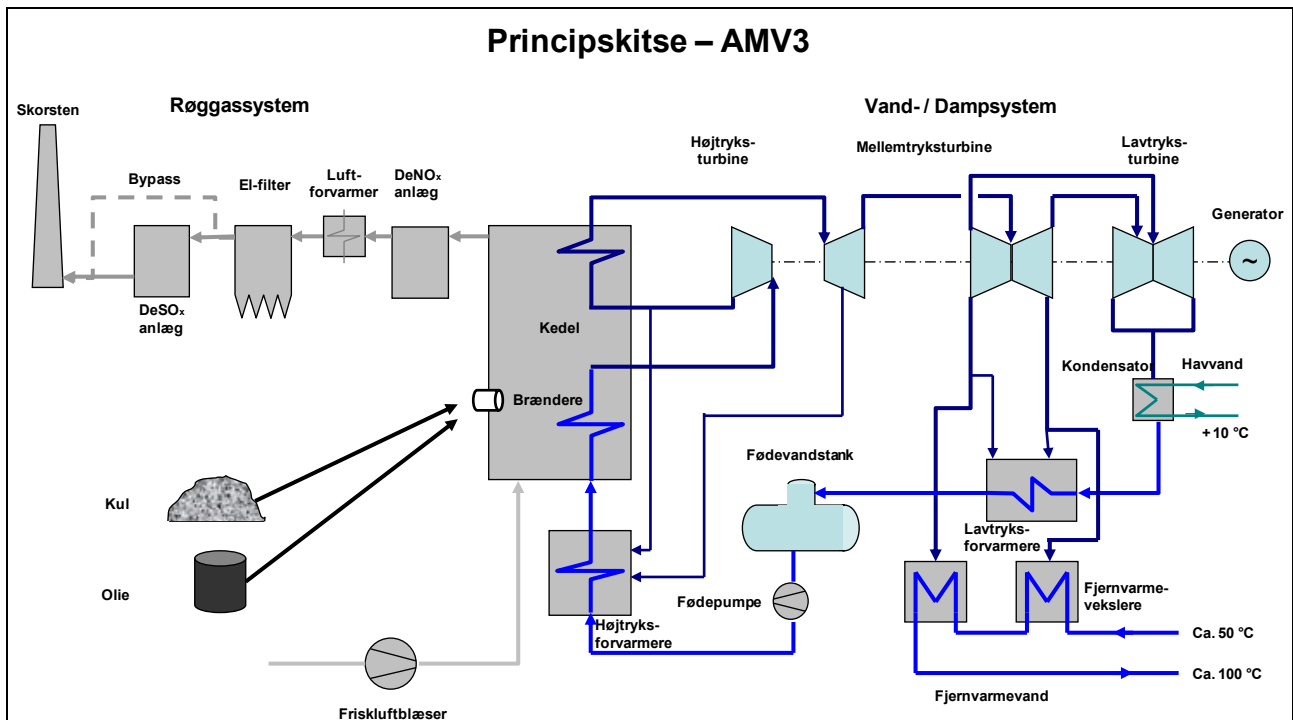 Principskitse – AMV3
Røggassystem
Vand- / Dampsystem
Skorsten
Bypass
El-filter
Luft-
forvarmer
DeNOx
anlæg
Højtryks-
turbine
Mellemtryksturbine
Lavtryks-
turbine
Generator
~
DeSOx
anlæg
Kedel
Brændere
Kondensator
Havvand
+ 10 °C
Kul
Olie
Fødevandstank
Lavtryks-
forvarmere
Fødepumpe
Fjernvarme-
vekslere
Højtryks-
forvarmere
Ca. 50 °C
Ca. 100 °C
Fjernvarmevand
Friskluftblæser